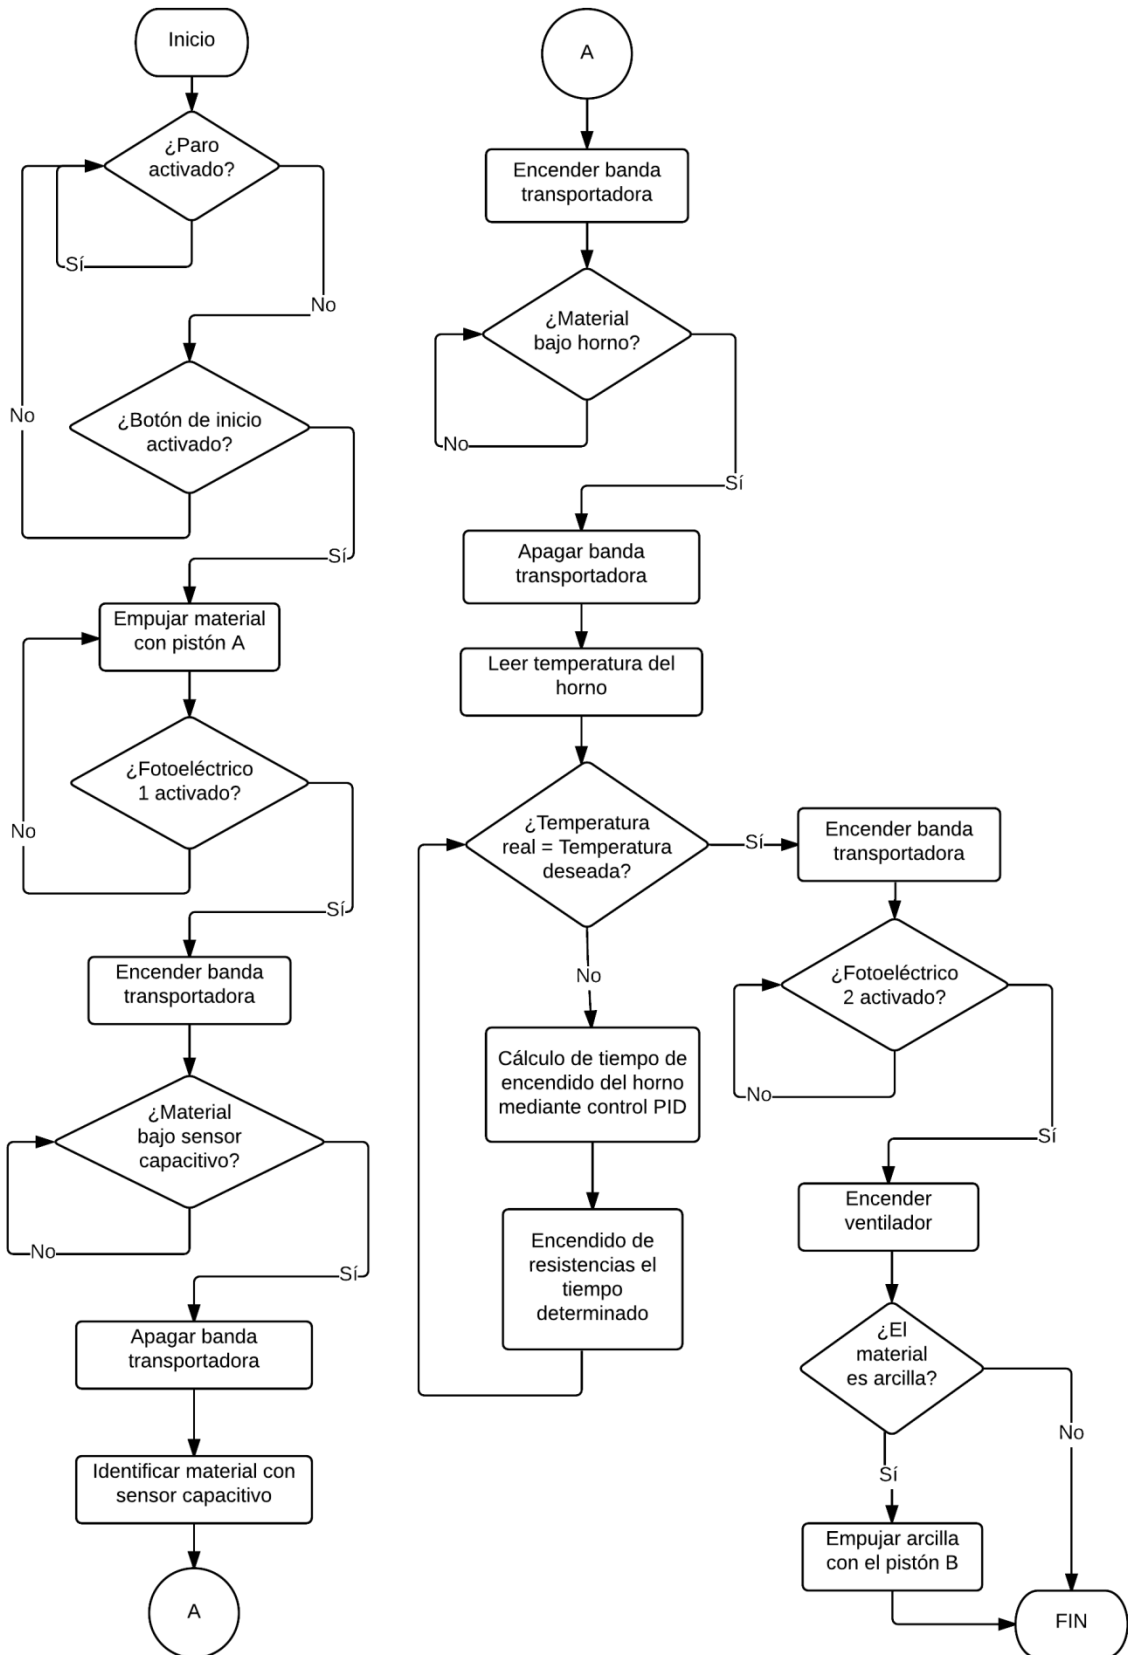 Inicio
¿Paro
activado?
Sí
No
¿Botón de inicio
activado?
No
Sí
Empujar material
con pistón A
¿Fotoeléctrico
1 activado?
No
Sí
Encender banda
transportadora
¿Material
bajo sensor
capacitivo?
No
Sí
Apagar banda
transportadora
Identificar material con
sensor capacitivo
A
A
Encender banda
transportadora
¿Material
bajo horno?
No
Sí
Apagar banda
transportadora
Leer temperatura del
horno
¿Temperatura
real = Temperatura
deseada?
Sí
No
Cálculo de tiempo de
encendido del horno
mediante control PID
Encendido de
resistencias el
tiempo
determinado
Encender banda
transportadora
¿Fotoeléctrico
2 activado?
No
Sí
Encender
ventilador
¿El
material
es arcilla?
No
Sí
Empujar arcilla
con el pistón B
FIN